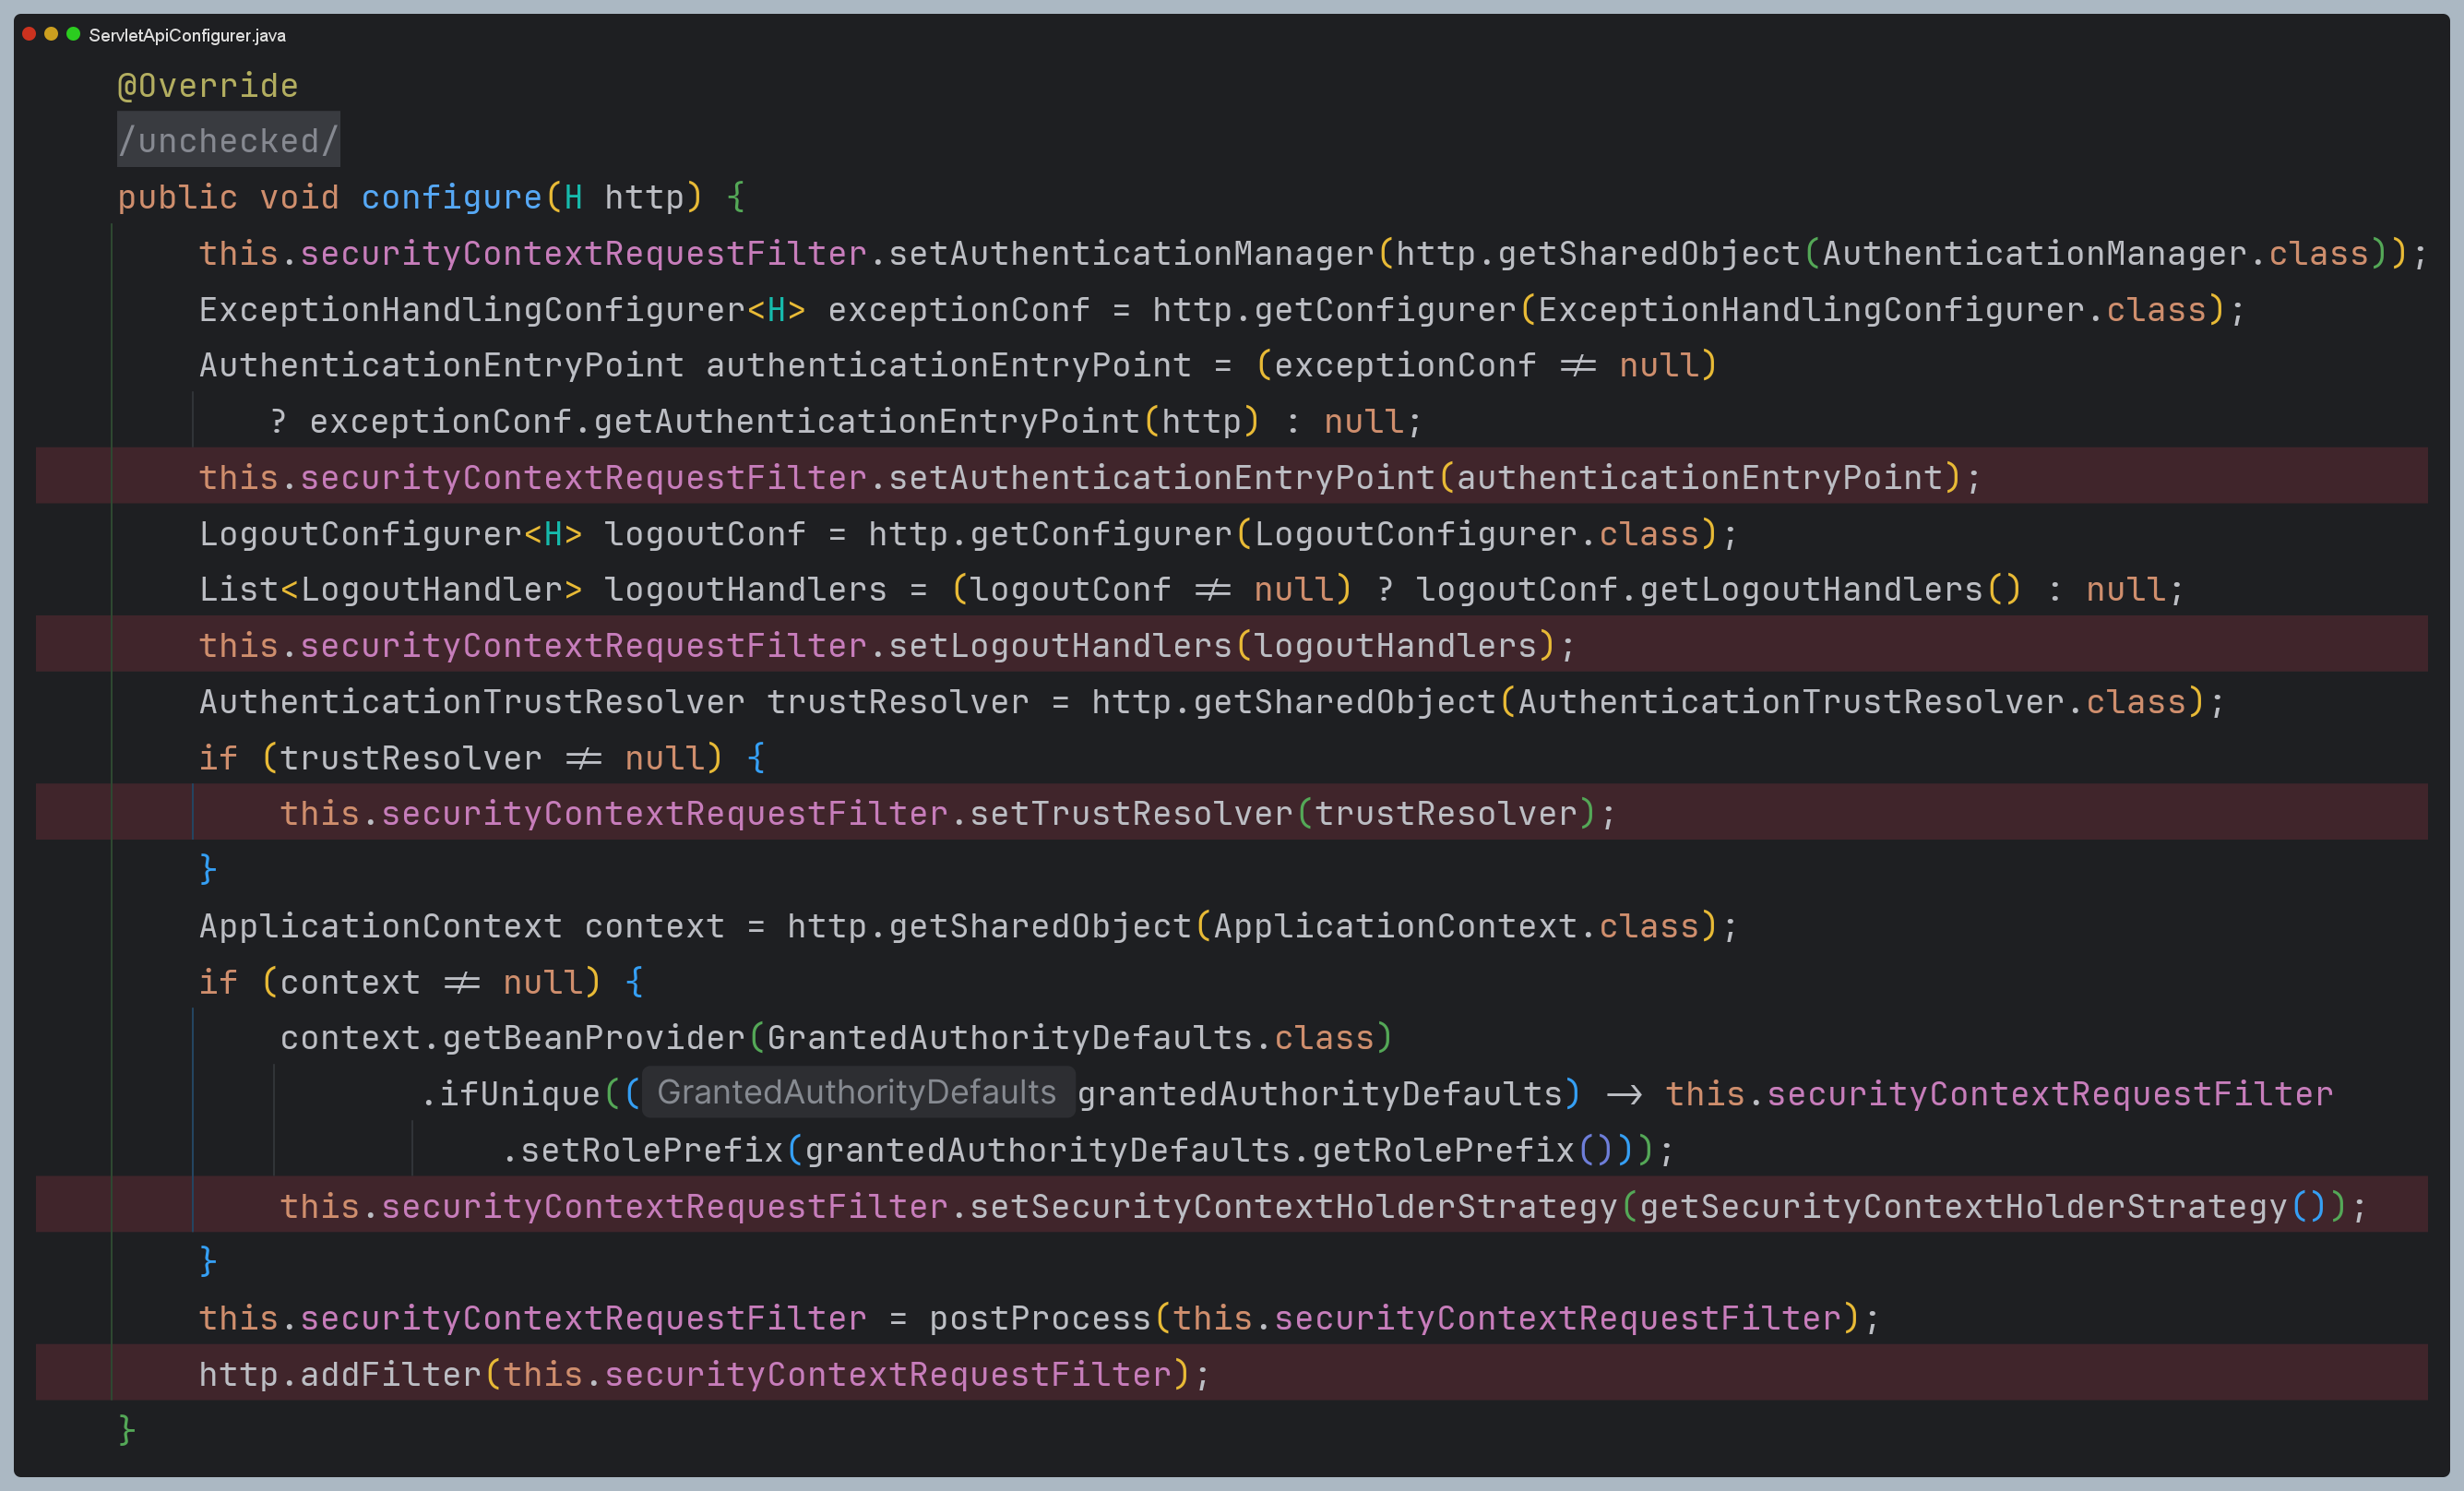 ServletApiConfigurer.java
@Override
/unchecked/
public void configure(H http) {
this.securityContextRequestFilter.setAuthenticationManager(http.getSharedObject(AuthenticationManager.class));
ExceptionHandlingConfigurer<H> exceptionConf = http.getConfigurer(ExceptionHandlingConfigurer.class);
AuthenticationEntryPoint authenticationEntryPoint = (exceptionConf != null)
? exceptionConf.getAuthenticationEntryPoint(http) : null;
this.securityContextRequestFilter.setAuthenticationEntryPoint(authenticationEntryPoint);
LogoutConfigurer<H> logoutConf = http.getConfigurer(LogoutConfigurer.class);
List<LogoutHandler> logoutHandlers = (logoutConf != null) ? logoutConf.getLogoutHandlers() : null;
this.securityContextRequestFilter.setLogoutHandlers(logoutHandlers);
AuthenticationTrustResolver trustResolver = http.getSharedObject(AuthenticationTrustResolver.class);
if (trustResolver != null) {
this.securityContextRequestFilter.setTrustResolver(trustResolver);
}
ApplicationContext context = http.getSharedObject(ApplicationContext.class);
if (context != null) {
context.getBeanProvider(GrantedAuthorityDefaults.class)
.ifUnique(( GrantedAuthorityDefaults grantedAuthorityDefaults) -> this.securityContextRequestFilter
.setRolePrefix(grantedAuthorityDefaults.getRolePrefix()));
this.securityContextRequestFilter.setSecurityContextHolderStrategy(getSecurityContextHolderStrategy());
}
this.securityContextRequestFilter = postProcess(this.securityContextRequestFilter);
http.addFilter(this.securityContextRequestFilter);
}